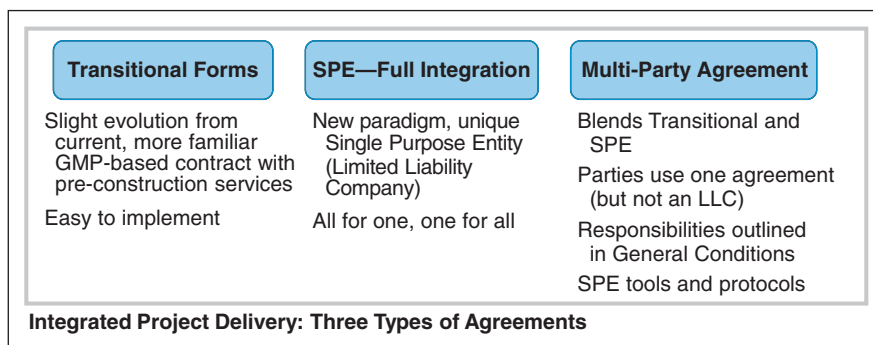 Transitional Forms
Slight evolution from
current, more familiar
GMP-based contract with
pre-construction services
Easy to implement
SPE—Full Integration
New paradigm, unique
Single Purpose Entity
(Limited Liability
Company)
All for one, one for all
Multi-Party Agreement
Blends Transitional and
SPE
Parties use one agreement
(but not an LLC)
Responsibilities outlined
in General Conditions
SPE tools and protocols
Integrated Project Delivery: Three Types of Agreements